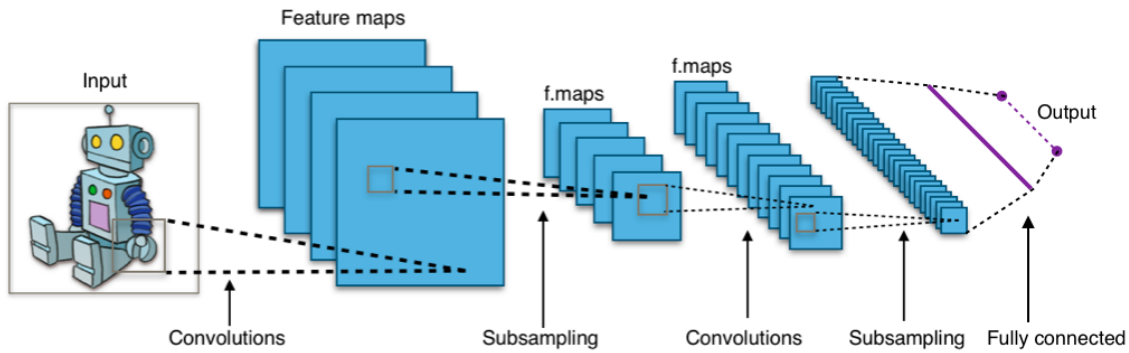 Feature maps
Input
f.maps
f.maps
Output
Convolutions
Subsampling
Convolutions
Subsampling
Fully connected